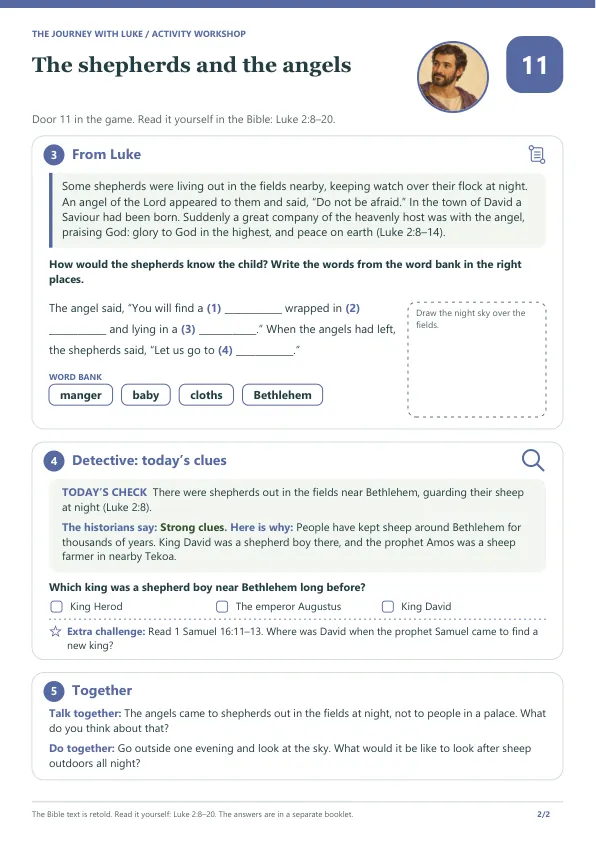 THE JOURNEY WITH LUKE / ACTIVITY WORKSHOP
The shepherds and the angels
11
Door 11 in the game. Read it yourself in the Bible: Luke 2:8–20.
3 From Luke
Some shepherds were living out in the fields nearby, keeping watch over their flock at night.
An angel of the Lord appeared to them and said, “Do not be afraid.” In the town of David a
Saviour had been born. Suddenly a great company of the heavenly host was with the angel,
praising God: glory to God in the highest, and peace on earth (Luke 2:8–14).
How would the shepherds know the child? Write the words from the word bank in the right
places.
The angel said, “You will find a (1) ___________ wrapped in (2)
___________ and lying in a (3) ___________.” When the angels had left,
the shepherds said, “Let us go to (4) ___________.”
Draw the night sky over the
fields.
WORD BANK
manger baby cloths Bethlehem
4 Detective: today’s clues
TODAY’S CHECK There were shepherds out in the fields near Bethlehem, guarding their sheep
at night (Luke 2:8).
The historians say: Strong clues. Here is why: People have kept sheep around Bethlehem for
thousands of years. King David was a shepherd boy there, and the prophet Amos was a sheep
farmer in nearby Tekoa.
Which king was a shepherd boy near Bethlehem long before?
King Herod The emperor Augustus King David
Extra challenge: Read 1 Samuel 16:11–13. Where was David when the prophet Samuel came to find a
new king?
5 Together
Talk together: The angels came to shepherds out in the fields at night, not to people in a palace. What
do you think about that?
Do together: Go outside one evening and look at the sky. What would it be like to look after sheep
outdoors all night?
The Bible text is retold. Read it yourself: Luke 2:8–20. The answers are in a separate booklet.
2/2